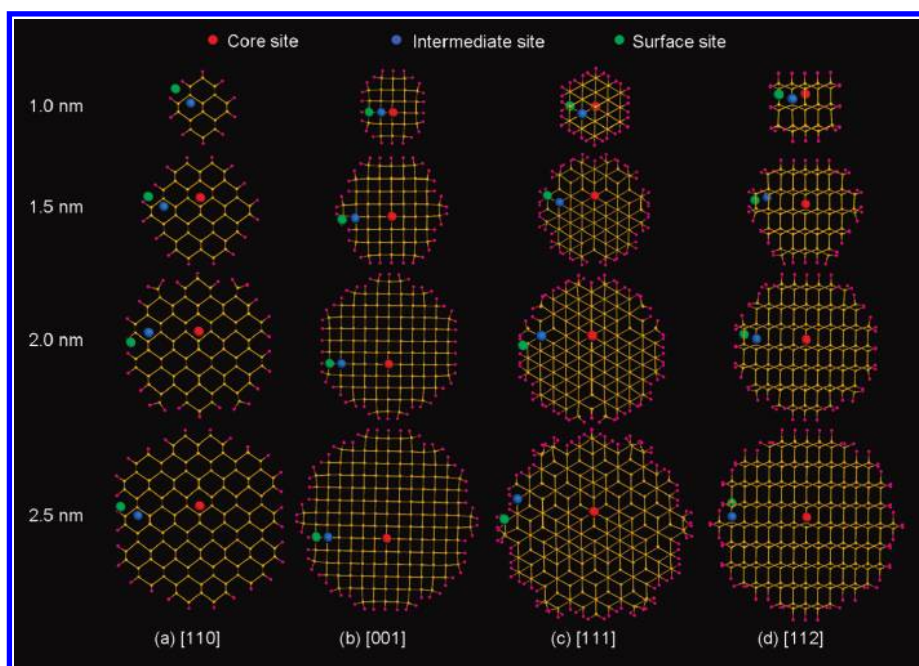 Core site Intermediate site Surface site
1.0 nm
1.5 nm
2.0 nm
2.5 nm
(a) [110] (b) [001] (c) [111] (d) [112]